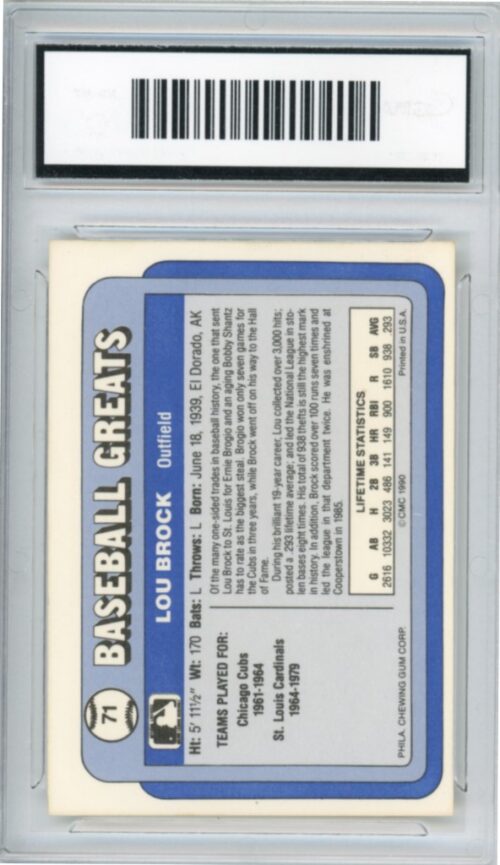 71
BASEBALL GREATS
LOU BROCK Outfield
Ht: 5' 11½" Wt: 170 Bats: L Throws: L Born: June 18, 1939, El Dorado, AK
TEAMS PLAYED FOR:
Chicago Cubs
1961-1964
St. Louis Cardinals
1964-1979
Of the many one-sided trades in baseball history, the one that sent
Lou Brock to St. Louis for Ernie Brogio and an aging Bobby Shantz
has to rate as the biggest steal. Brogio won only seven games for
the Cubs in three years, while Brock went off on his way to the Hall
of Fame.
During his brilliant 19-year career, Lou collected over 3,000 hits;
posted a .293 lifetime average; and led the National League in sto-
len bases eight times. His total of 938 thefts is still the highest mark
in history. In addition, Brock scored over 100 runs seven times and
led the league in that department twice. He was enshrined at
Cooperstown in 1985.
LIFETIME STATISTICS
G AB H 2B 3B HR RBI R SB AVG
2616 10332 3023 486 141 149 900 1610 938 .293
PHILA. CHEWING GUM CORP. ©CMC 1990 Printed in U.S.A.